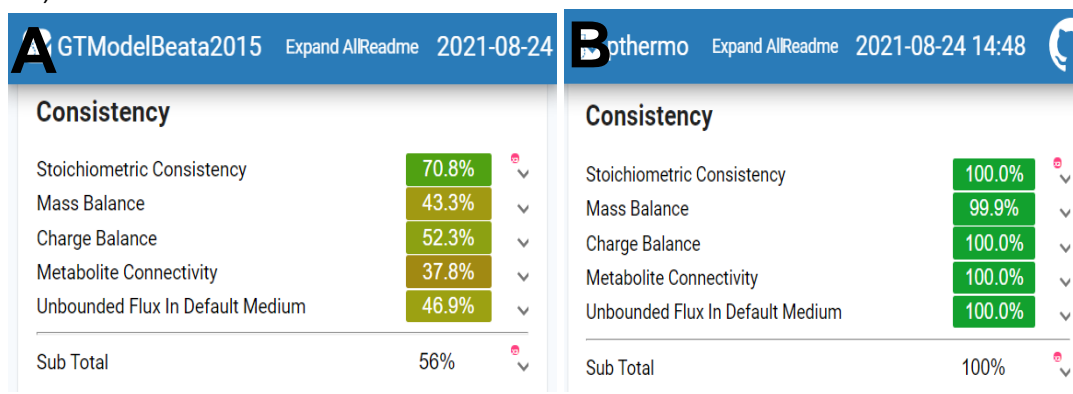 A GTModelBeata2015 Expand AllReadme 2021-08-24
Consistency
Stoichiometric Consistency 70.8%
Mass Balance 43.3%
Charge Balance 52.3%
Metabolite Connectivity 37.8%
Unbounded Flux In Default Medium 46.9%
Sub Total 56%
B pthermo Expand AllReadme 2021-08-24 14:48
Consistency
Stoichiometric Consistency 100.0%
Mass Balance 99.9%
Charge Balance 100.0%
Metabolite Connectivity 100.0%
Unbounded Flux In Default Medium 100.0%
Sub Total 100%